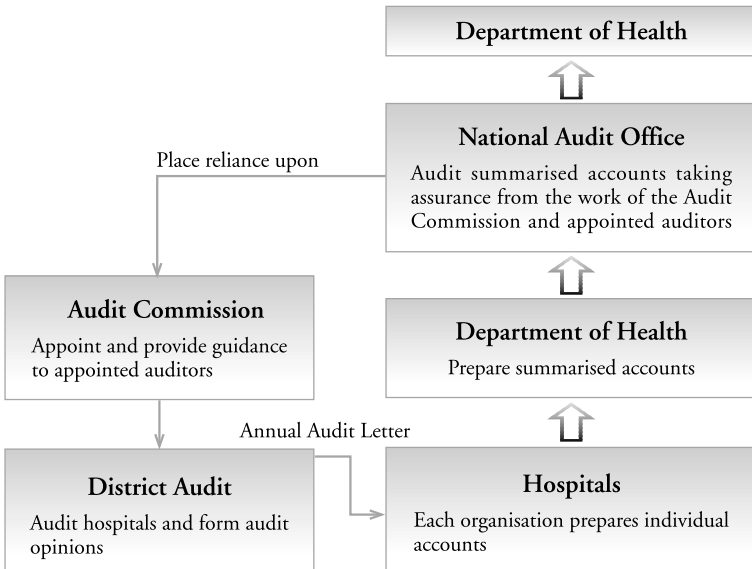 Department of Health
National Audit Office
Audit summarised accounts taking
assurance from the work of the Audit
Commission and appointed auditors
Place reliance upon
Audit Commission
Appoint and provide guidance
to appointed auditors
Department of Health
Prepare summarised accounts
Annual Audit Letter
District Audit
Audit hospitals and form audit
opinions
Hospitals
Each organisation prepares individual
accounts